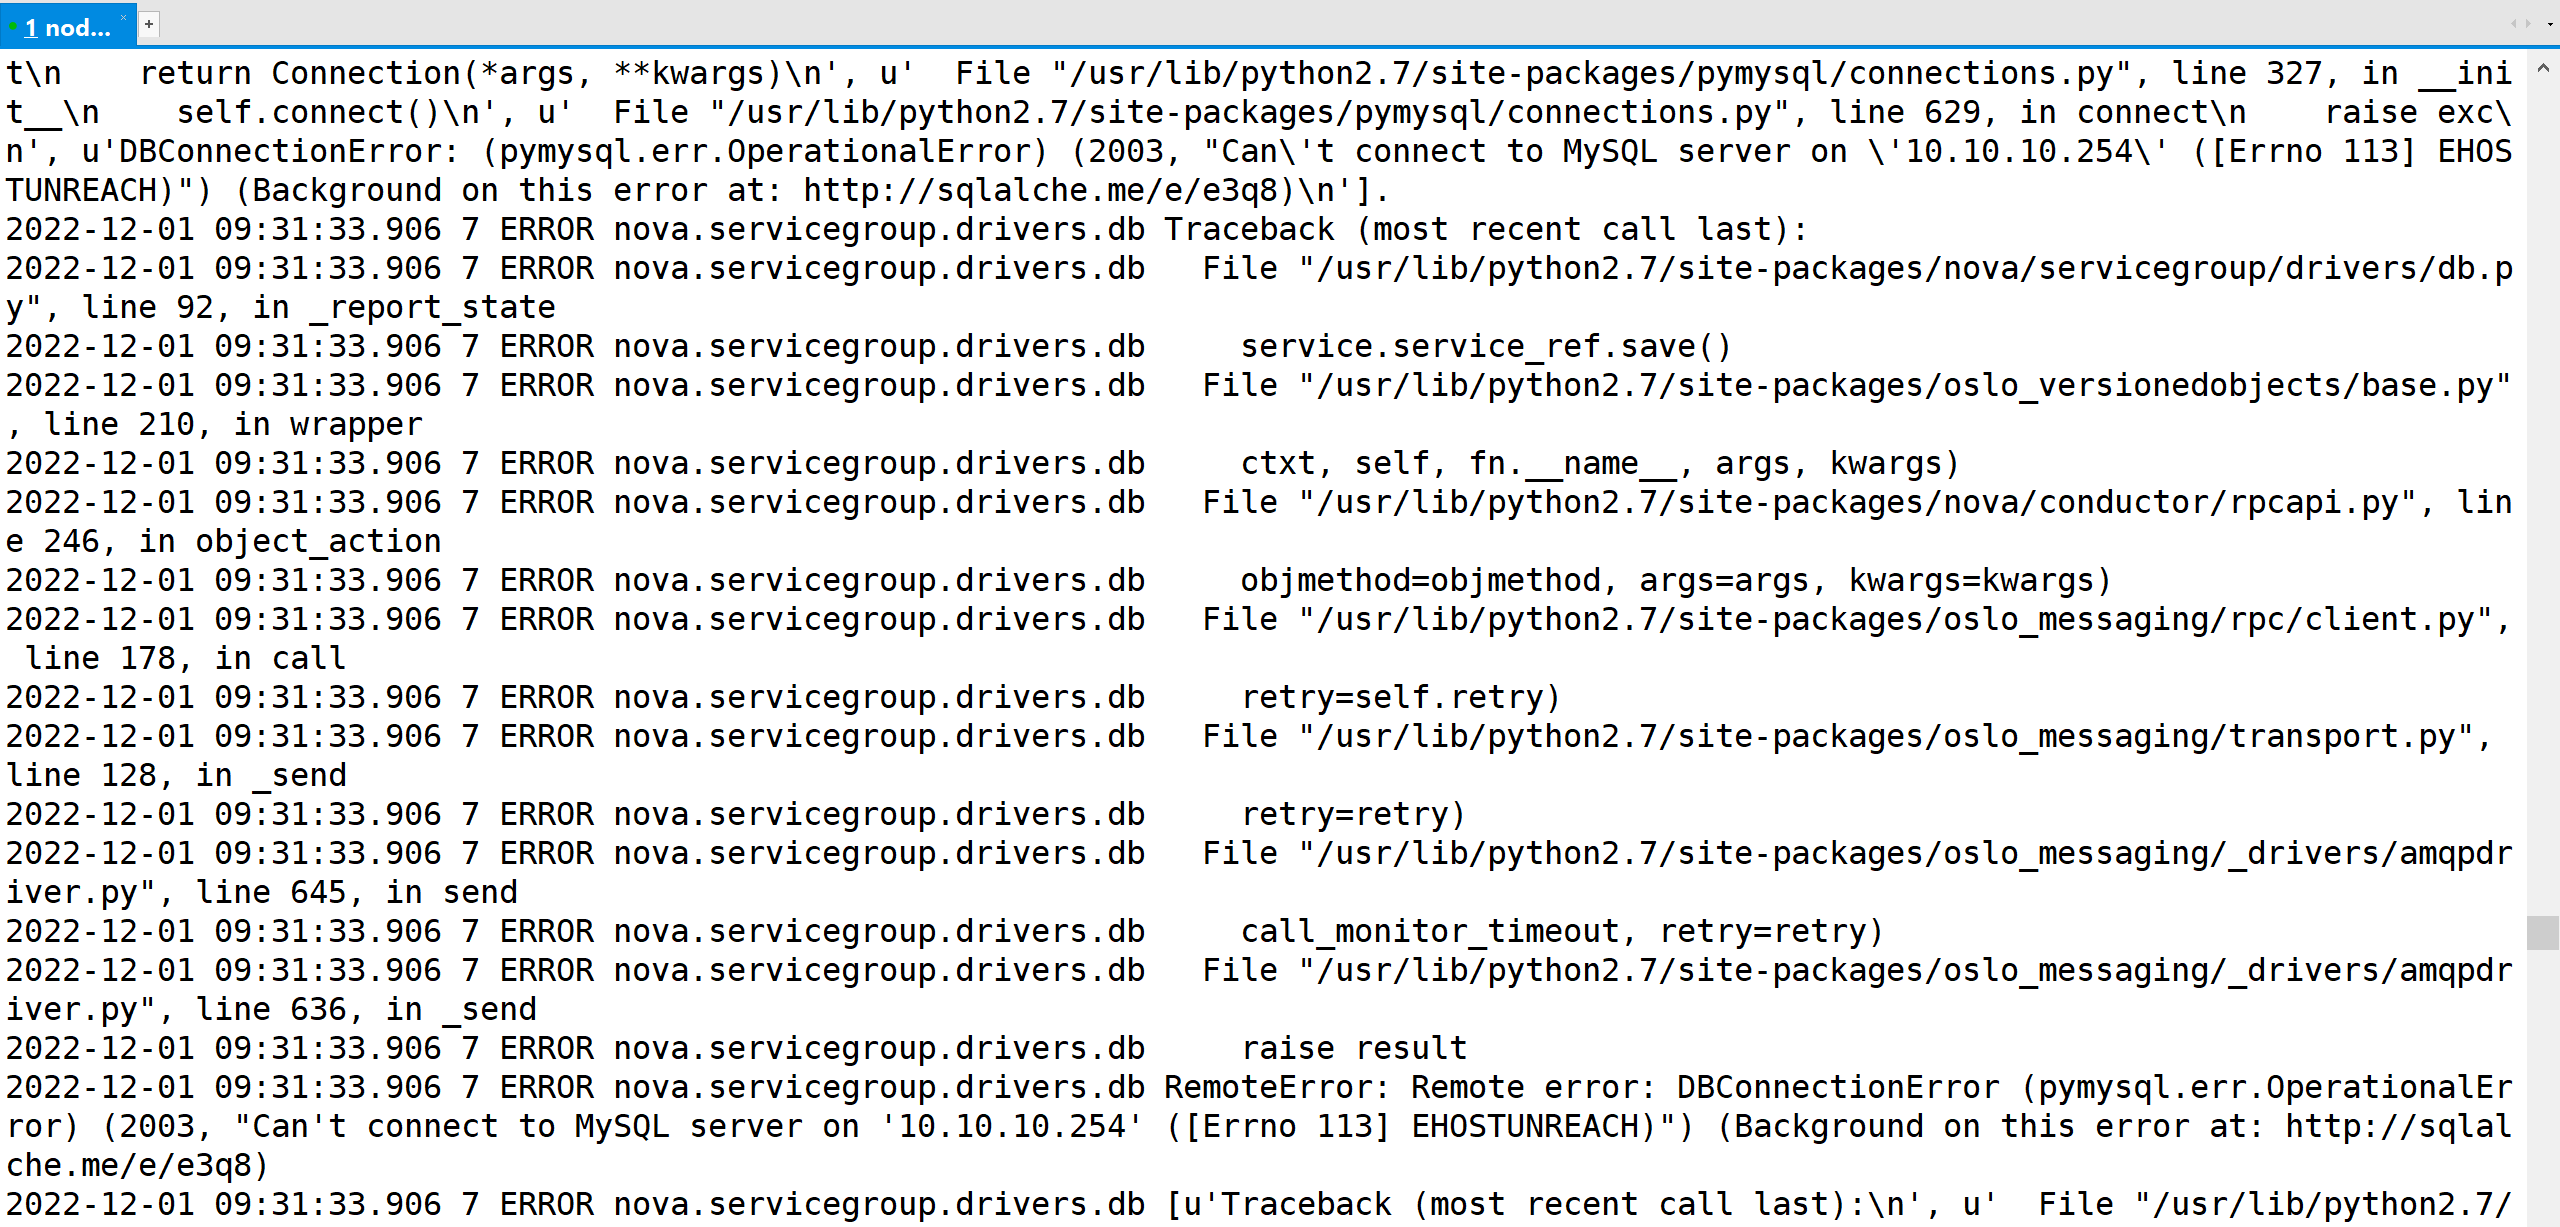 1 nod...
t\n    return Connection(*args, **kwargs)\n', u'  File "/usr/lib/python2.7/site-packages/pymysql/connections.py", line 327, in __ini
t__\n    self.connect()\n', u'  File "/usr/lib/python2.7/site-packages/pymysql/connections.py", line 629, in connect\n    raise exc\
n', u'DBConnectionError: (pymysql.err.OperationalError) (2003, "Can\'t connect to MySQL server on \'10.10.10.254\' ([Errno 113] EHOS
TUNREACH)") (Background on this error at: http://sqlalche.me/e/e3q8)\n'].
2022-12-01 09:31:33.906 7 ERROR nova.servicegroup.drivers.db Traceback (most recent call last):
2022-12-01 09:31:33.906 7 ERROR nova.servicegroup.drivers.db   File "/usr/lib/python2.7/site-packages/nova/servicegroup/drivers/db.p
y", line 92, in _report_state
2022-12-01 09:31:33.906 7 ERROR nova.servicegroup.drivers.db     service.service_ref.save()
2022-12-01 09:31:33.906 7 ERROR nova.servicegroup.drivers.db   File "/usr/lib/python2.7/site-packages/oslo_versionedobjects/base.py"
, line 210, in wrapper
2022-12-01 09:31:33.906 7 ERROR nova.servicegroup.drivers.db     ctxt, self, fn.__name__, args, kwargs)
2022-12-01 09:31:33.906 7 ERROR nova.servicegroup.drivers.db   File "/usr/lib/python2.7/site-packages/nova/conductor/rpcapi.py", lin
e 246, in object_action
2022-12-01 09:31:33.906 7 ERROR nova.servicegroup.drivers.db     objmethod=objmethod, args=args, kwargs=kwargs)
2022-12-01 09:31:33.906 7 ERROR nova.servicegroup.drivers.db   File "/usr/lib/python2.7/site-packages/oslo_messaging/rpc/client.py",
 line 178, in call
2022-12-01 09:31:33.906 7 ERROR nova.servicegroup.drivers.db     retry=self.retry)
2022-12-01 09:31:33.906 7 ERROR nova.servicegroup.drivers.db   File "/usr/lib/python2.7/site-packages/oslo_messaging/transport.py",
line 128, in _send
2022-12-01 09:31:33.906 7 ERROR nova.servicegroup.drivers.db     retry=retry)
2022-12-01 09:31:33.906 7 ERROR nova.servicegroup.drivers.db   File "/usr/lib/python2.7/site-packages/oslo_messaging/_drivers/amqpdr
iver.py", line 645, in send
2022-12-01 09:31:33.906 7 ERROR nova.servicegroup.drivers.db     call_monitor_timeout, retry=retry)
2022-12-01 09:31:33.906 7 ERROR nova.servicegroup.drivers.db   File "/usr/lib/python2.7/site-packages/oslo_messaging/_drivers/amqpdr
iver.py", line 636, in _send
2022-12-01 09:31:33.906 7 ERROR nova.servicegroup.drivers.db     raise result
2022-12-01 09:31:33.906 7 ERROR nova.servicegroup.drivers.db RemoteError: Remote error: DBConnectionError (pymysql.err.OperationalEr
ror) (2003, "Can't connect to MySQL server on '10.10.10.254' ([Errno 113] EHOSTUNREACH)") (Background on this error at: http://sqlal
che.me/e/e3q8)
2022-12-01 09:31:33.906 7 ERROR nova.servicegroup.drivers.db [u'Traceback (most recent call last):\n', u'  File "/usr/lib/python2.7/